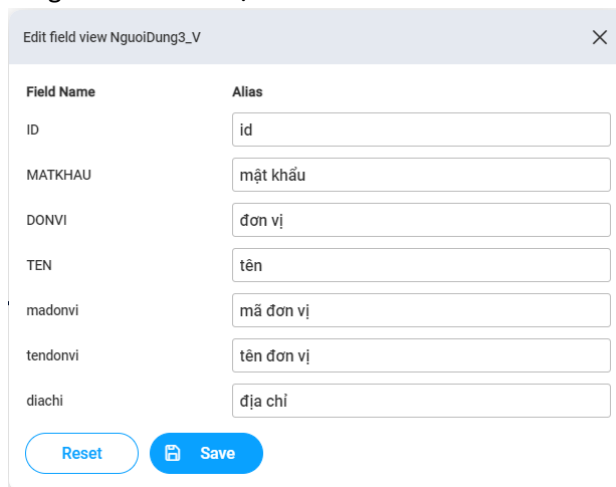 Edit field view NguoiDung3_V
Field Name Alias
ID id
MATKHAU mật khẩu
DONVI đơn vị
TEN tên
madonvi mã đơn vị
tendonvi tên đơn vị
diachi địa chỉ
Reset Save